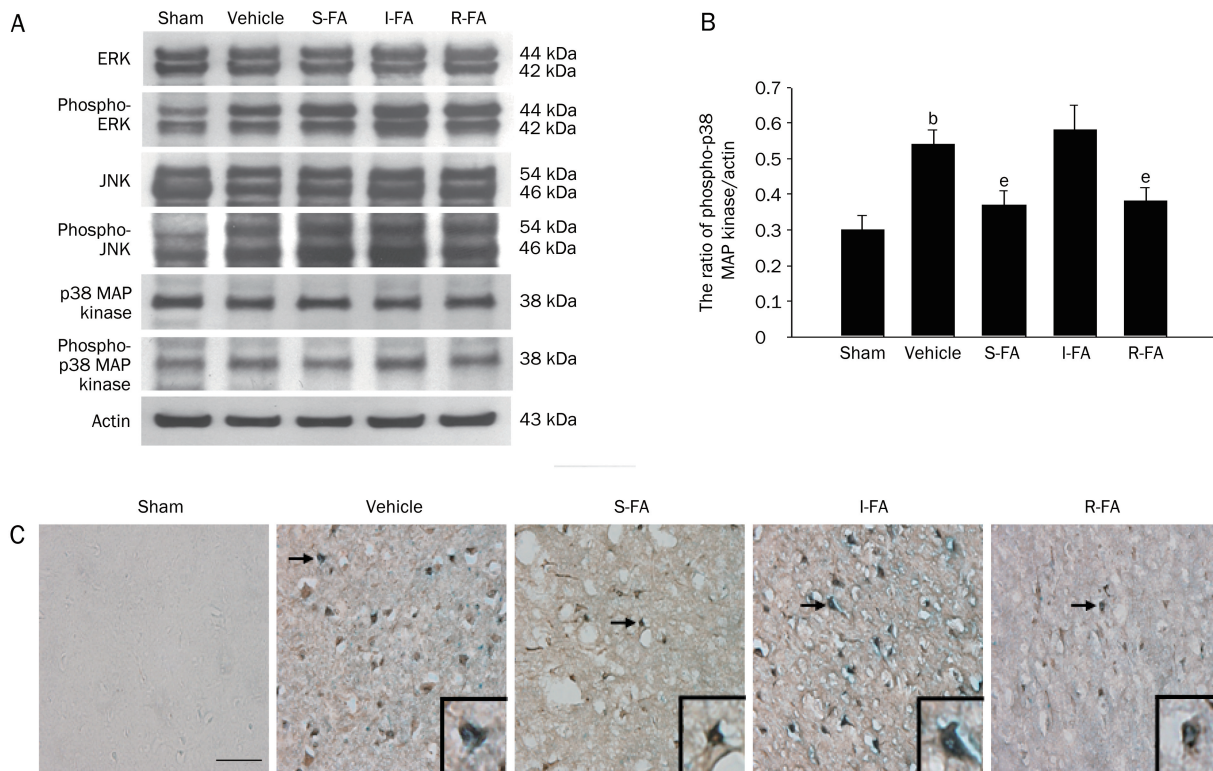 A
Sham Vehicle S-FA I-FA R-FA
ERK
44 kDa
42 kDa
Phospho-
ERK
44 kDa
42 kDa
JNK
54 kDa
46 kDa
Phospho-
JNK
54 kDa
46 kDa
p38 MAP
kinase
38 kDa
Phospho-
p38 MAP
kinase
38 kDa
Actin
43 kDa
B
The ratio of phospho-p38
MAP kinase/actin
0.7
0.6
0.5
0.4
0.3
0.2
0.1
0
b
e
e
Sham Vehicle S-FA I-FA R-FA
C
Sham Vehicle S-FA I-FA R-FA